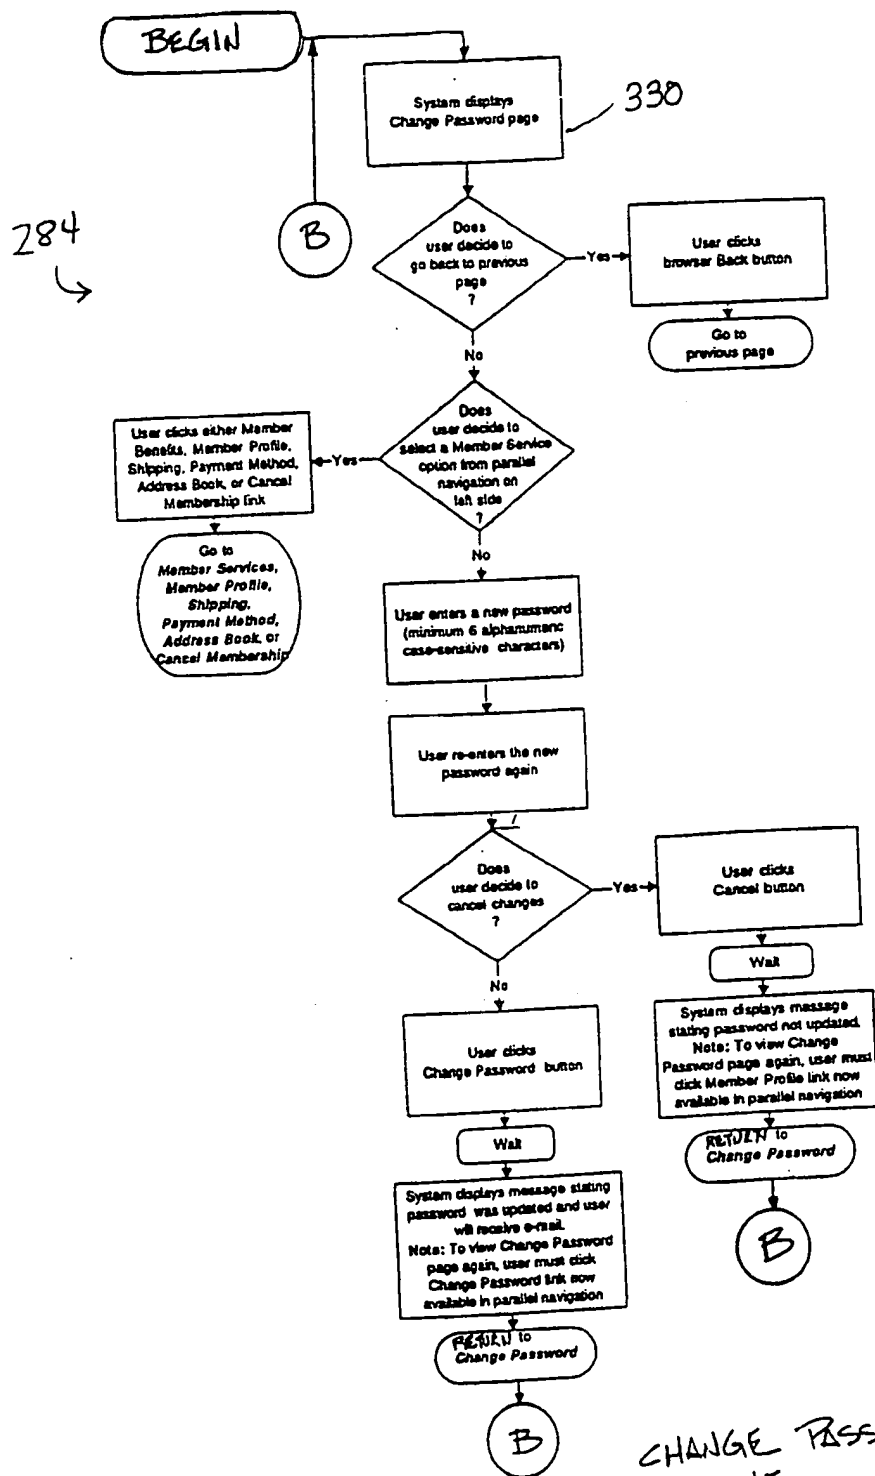 BEGIN
System displays
Change Password page
330
284
B
Does
user decide to
go back to previous
page
?
Yes
User clicks
browser Back button
Go to
previous page
No
Does
user decide to
select a Member Service
option from parallel
navigation on
left side
?
Yes
User clicks either Member
Benefits, Member Profile,
Shipping, Payment Method,
Address Book, or Cancel
Membership link
Go to
Member Services,
Member Profile,
Shipping,
Payment Method,
Address Book, or
Cancel Membership
No
User enters a new password
(minimum 6 alphanumeric
case-sensitive characters)
User re-enters the new
password again
Does
user decide to
cancel changes
?
Yes
User clicks
Cancel button
Wait
System displays message
stating password not updated.
Note: To view Change
Password page again, user must
click Member Profile link now
available in parallel navigation
RETURN to
Change Password
B
No
User clicks
Change Password button
Wait
System displays message stating
password was updated and user
will receive e-mail.
Note: To view Change Password
page again, user must click
Change Password link now
available in parallel navigation
RETURN to
Change Password
B
CHANGE PASS